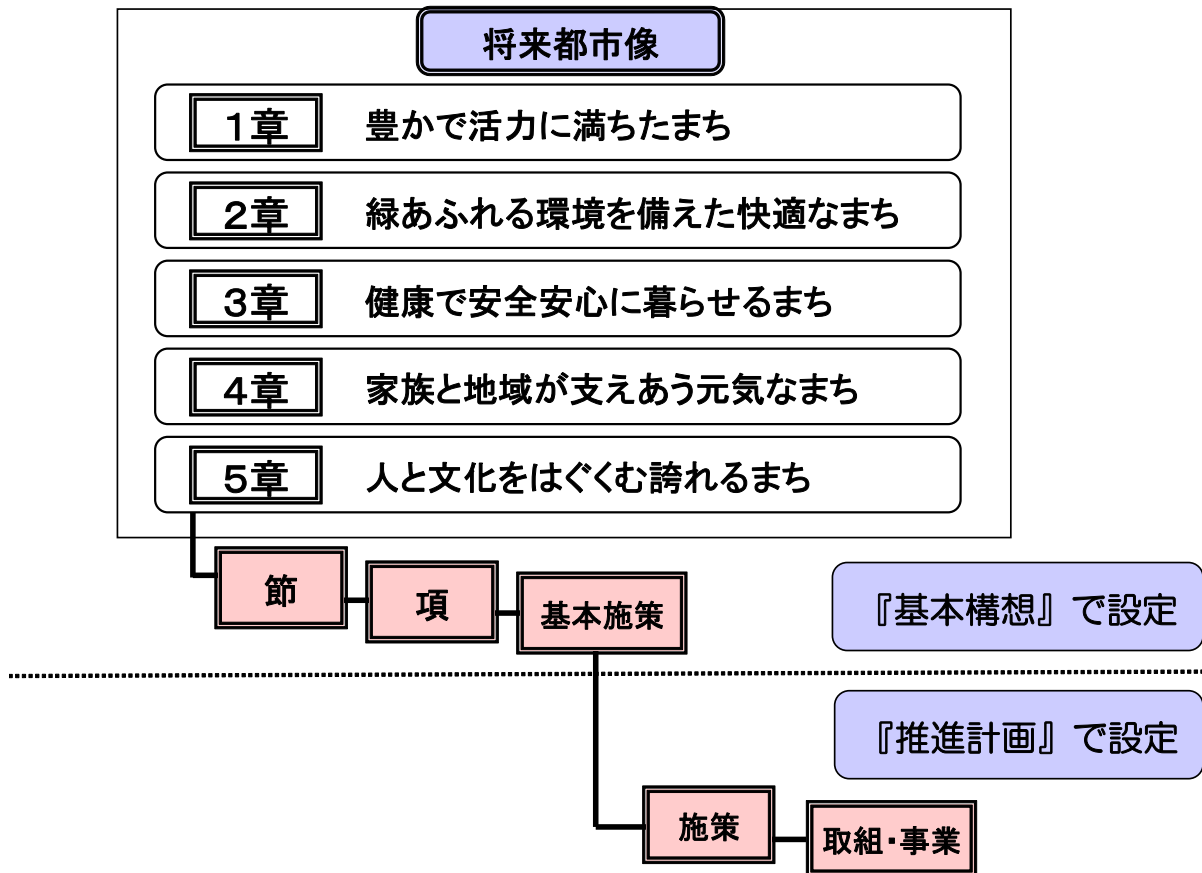 将来都市像
1章 豊かで活力に満ちたまち
2章 緑あふれる環境を備えた快適なまち
3章 健康で安全安心に暮らせるまち
4章 家族と地域が支えあう元気なまち
5章 人と文化をはぐくむ誇れるまち
節 項 基本施策
『基本構想』で設定
『推進計画』で設定
施策 取組・事業